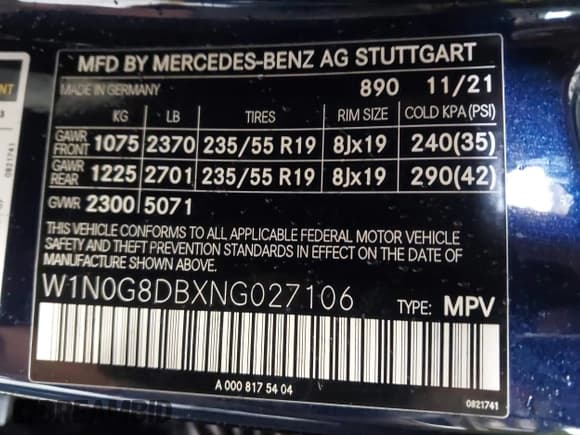 MFD BY MERCEDES-BENZ AG STUTTGART
MADE IN GERMANY 890 11/21
KG LB TIRES RIM SIZE COLD KPA(PSI)
GAWR FRONT 1075 2370 235/55 R19 8Jx19 240(35)
GAWR REAR 1225 2701 235/55 R19 8Jx19 290(42)
GVWR 2300 5071
THIS VEHICLE CONFORMS TO ALL APPLICABLE FEDERAL MOTOR VEHICLE
SAFETY AND THEFT PREVENTION STANDARDS IN EFFECT ON THE DATE OF
MANUFACTURE SHOWN ABOVE.
W1N0G8DBXNG027106 TYPE: MPV
A 000 817 54 04
0821741
0821741